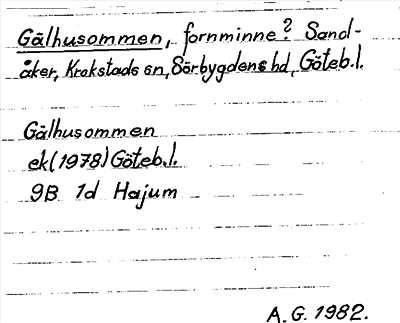 Gälhusommen, fornminne? Sand-
åker, Krokstads sn, Sörbygdens hd, Göteb.l.
Gälhusommen
ek(1978) Göteb.l.
9B 1d Hajum
A.G. 1982.